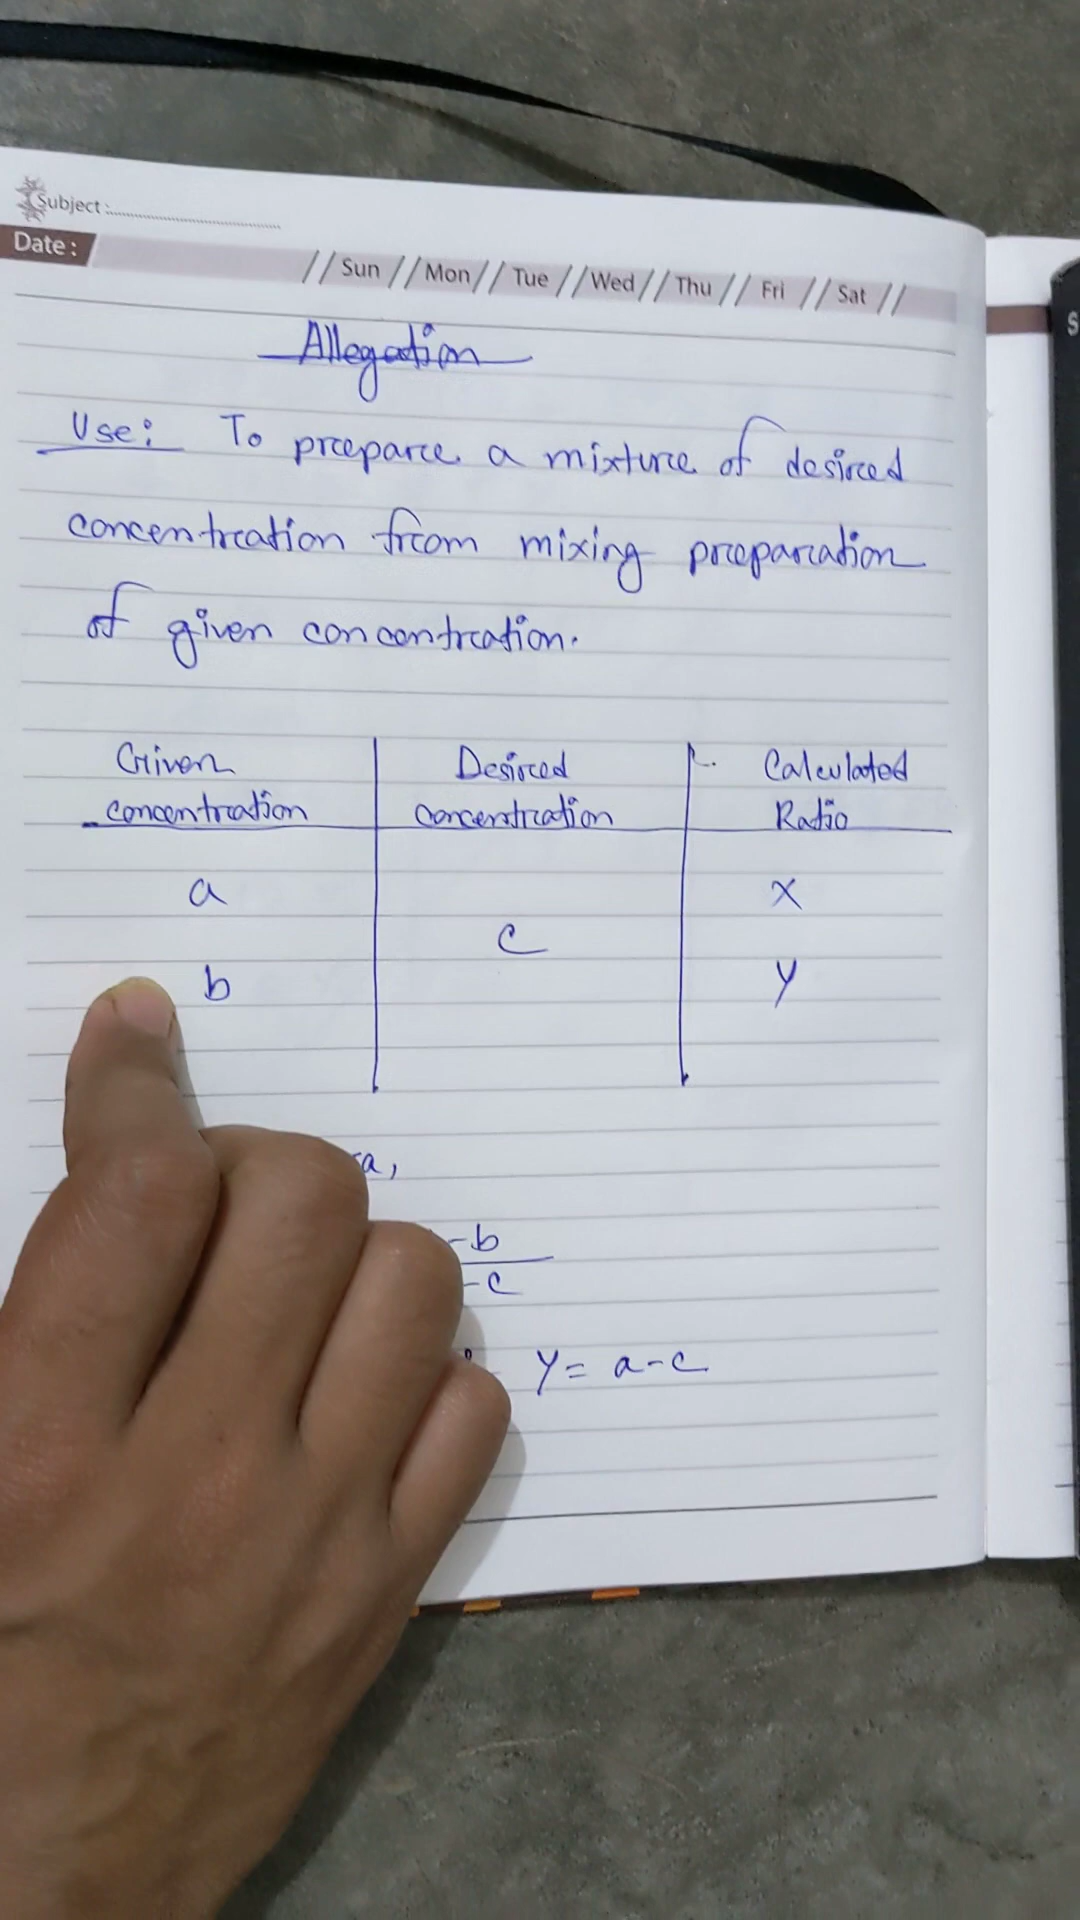 Subject :
Date :
// Sun // Mon // Tue // Wed // Thu // Fri // Sat //
S
Allegation
Use: To prepare a mixture of desired
concentration from mixing preparation
of given concentration.
Given Desired Calculated
concentration concentration Ratio
a x
c
b y
a,
-b
-c
y = a-c